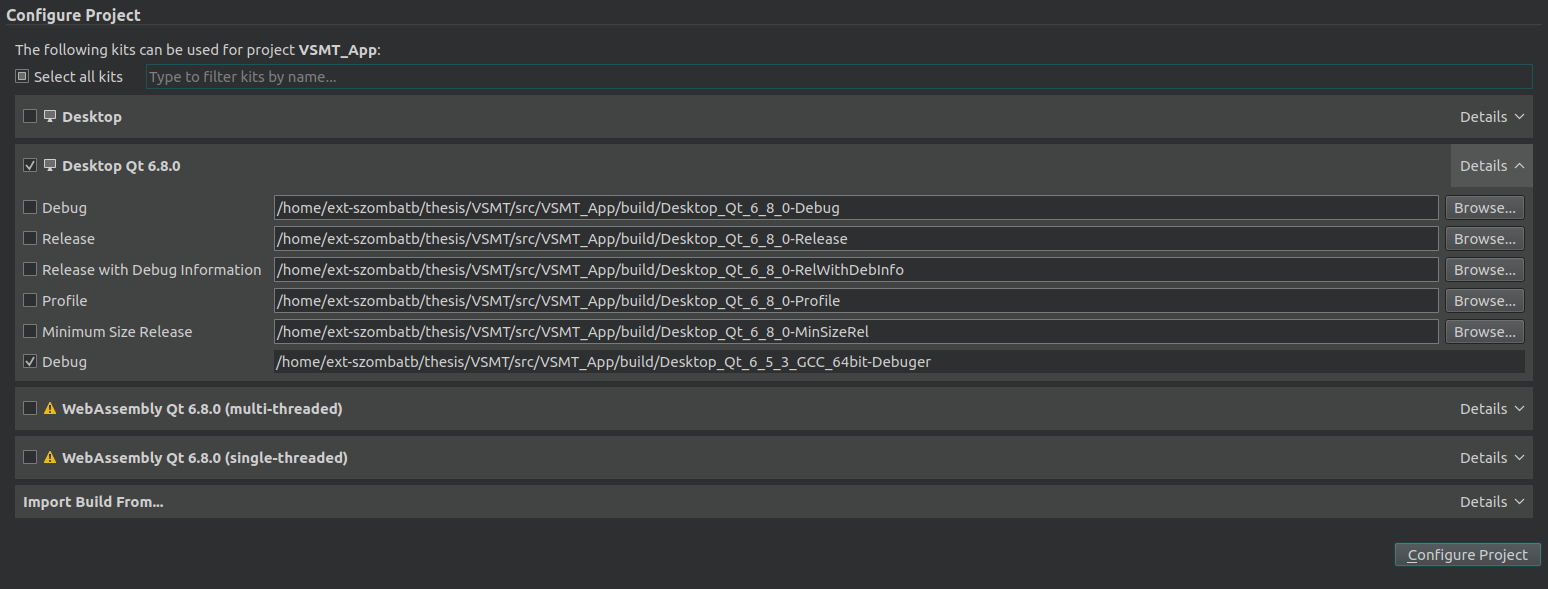 Configure Project
The following kits can be used for project VSMT_App:
Select all kits Type to filter kits by name...
Desktop Details
Desktop Qt 6.8.0 Details
Debug /home/ext-szombatb/thesis/VSMT/src/VSMT_App/build/Desktop_Qt_6_8_0-Debug Browse...
Release /home/ext-szombatb/thesis/VSMT/src/VSMT_App/build/Desktop_Qt_6_8_0-Release Browse...
Release with Debug Information /home/ext-szombatb/thesis/VSMT/src/VSMT_App/build/Desktop_Qt_6_8_0-RelWithDebInfo Browse...
Profile /home/ext-szombatb/thesis/VSMT/src/VSMT_App/build/Desktop_Qt_6_8_0-Profile Browse...
Minimum Size Release /home/ext-szombatb/thesis/VSMT/src/VSMT_App/build/Desktop_Qt_6_8_0-MinSizeRel Browse...
Debug /home/ext-szombatb/thesis/VSMT/src/VSMT_App/build/Desktop_Qt_6_5_3_GCC_64bit-Debuger
WebAssembly Qt 6.8.0 (multi-threaded) Details
WebAssembly Qt 6.8.0 (single-threaded) Details
Import Build From... Details
Configure Project